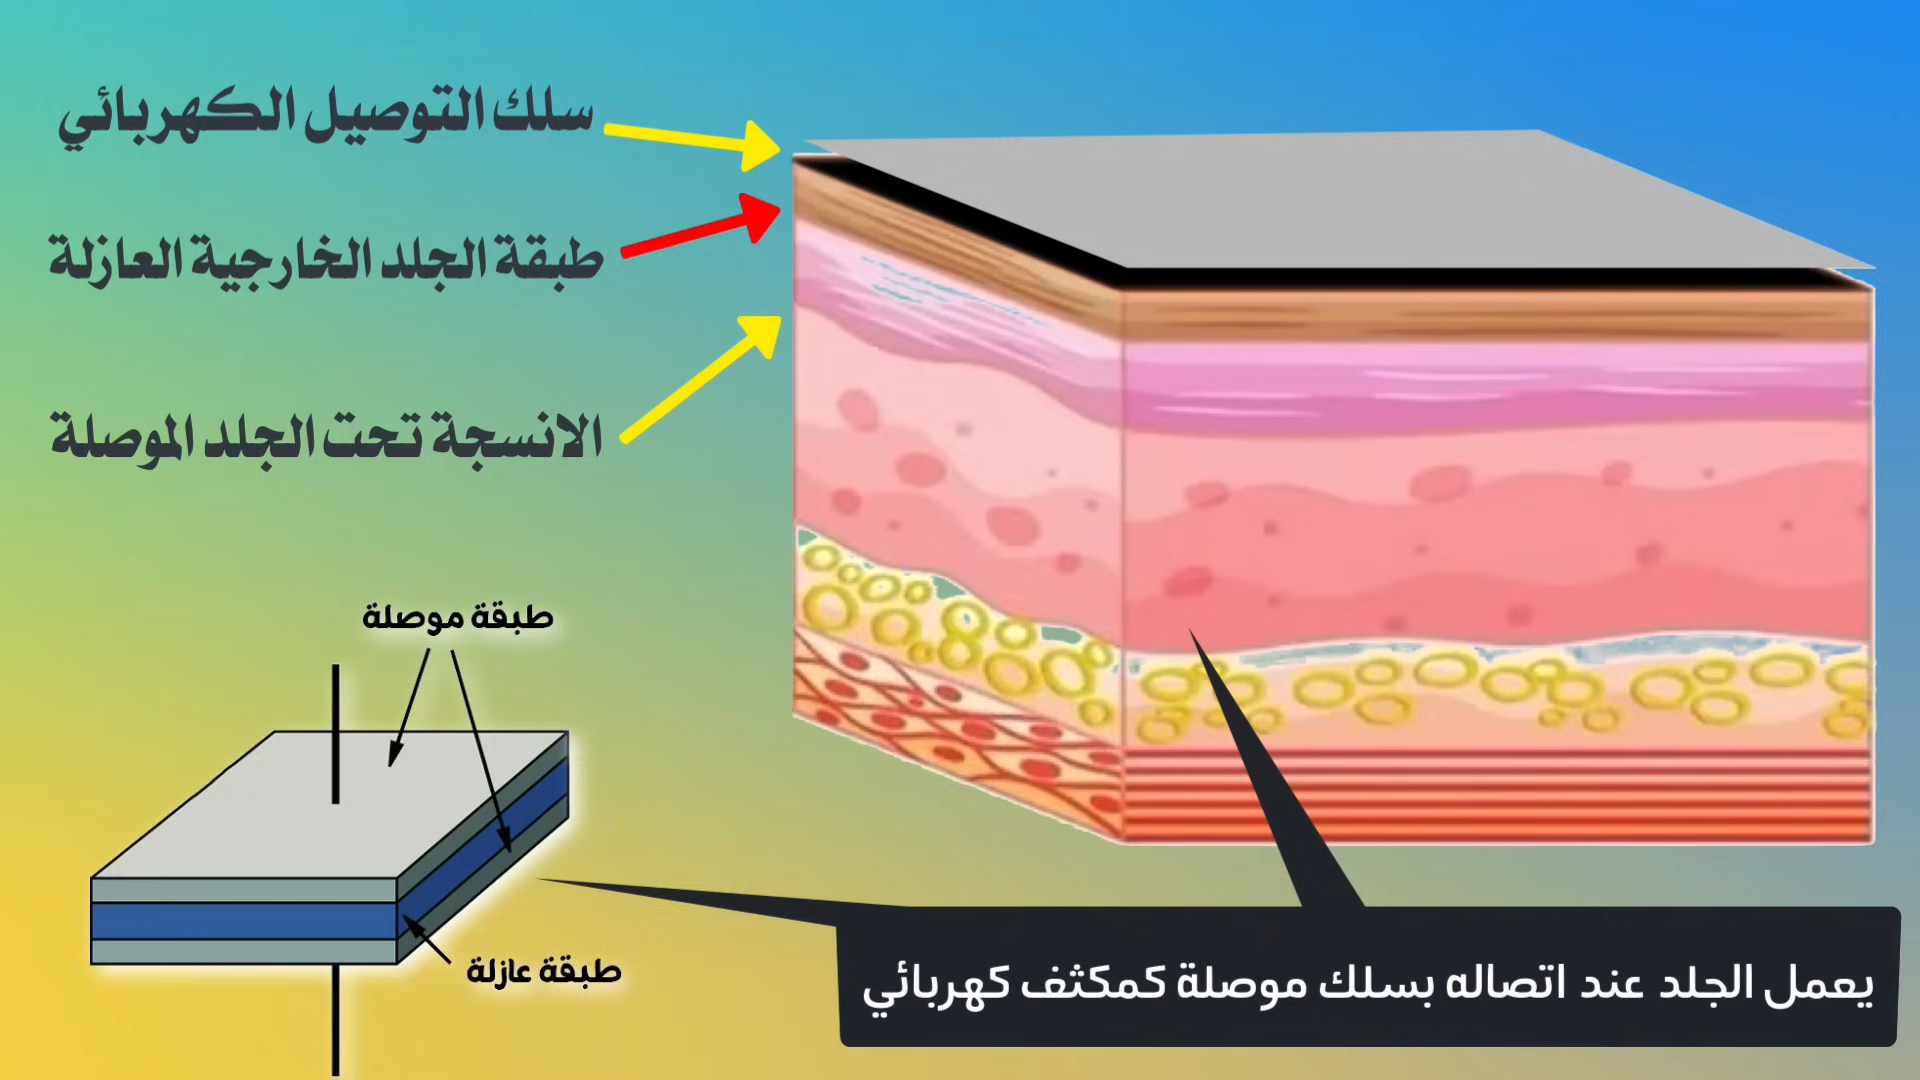 سلك التوصيل الكهربائي
طبقة الجلد الخارجية العازلة
الانسجة تحت الجلد الموصلة
طبقة موصلة
طبقة عازلة
يعمل الجلد عند اتصاله بسلك موصلة كمكثف كهربائي